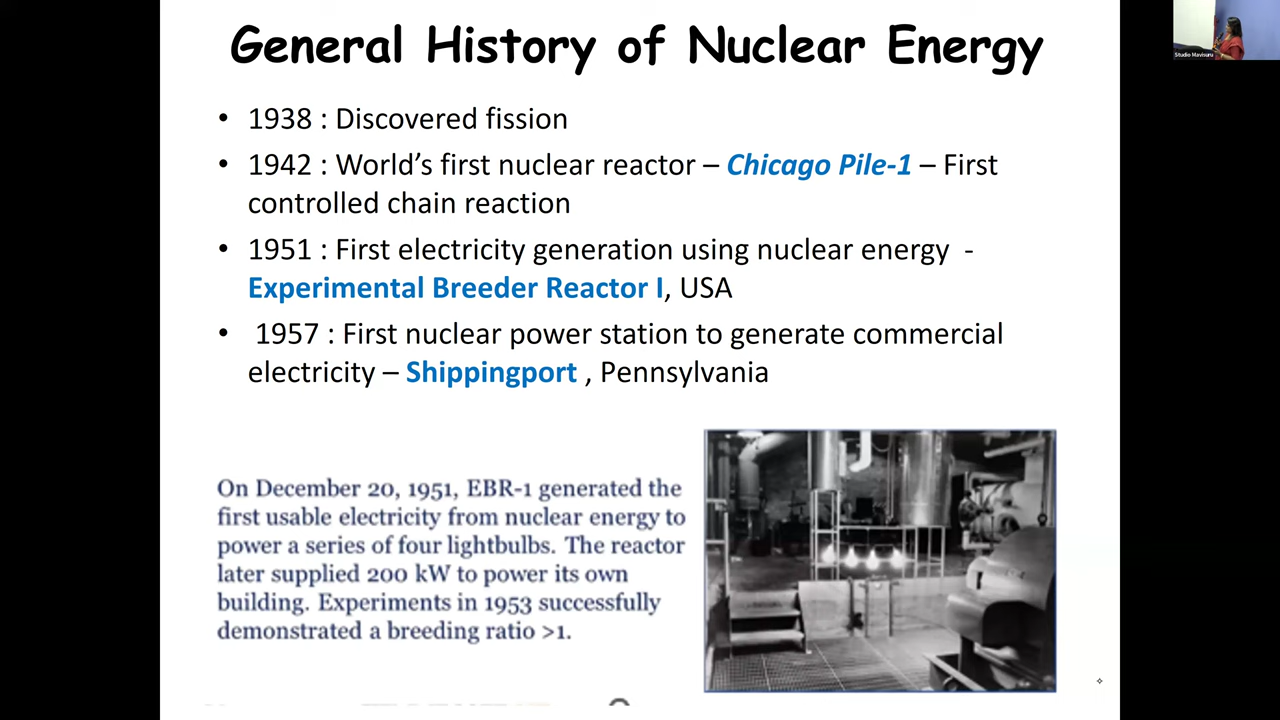 General History of Nuclear Energy
Studio Mavisuru
• 1938 : Discovered fission
• 1942 : World’s first nuclear reactor – Chicago Pile-1 – First
controlled chain reaction
• 1951 : First electricity generation using nuclear energy -
Experimental Breeder Reactor I, USA
• 1957 : First nuclear power station to generate commercial
electricity – Shippingport , Pennsylvania
On December 20, 1951, EBR-1 generated the
first usable electricity from nuclear energy to
power a series of four lightbulbs. The reactor
later supplied 200 kW to power its own
building. Experiments in 1953 successfully
demonstrated a breeding ratio >1.